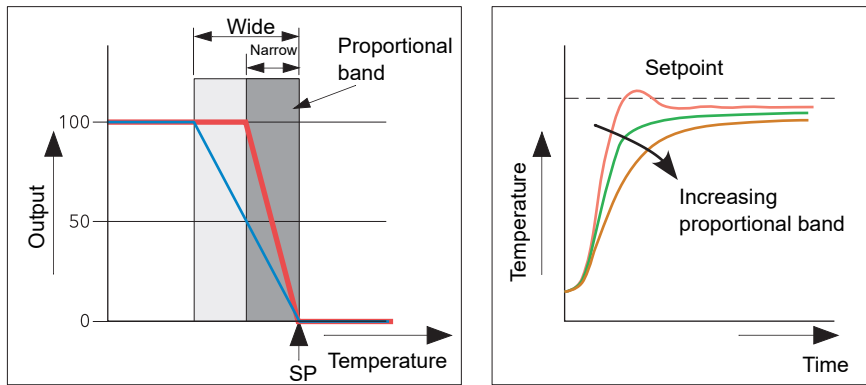 Wide
Narrow
Proportional
band
100
50
0
Output
SP
Temperature
Setpoint
Increasing
proportional band
Temperature
Time